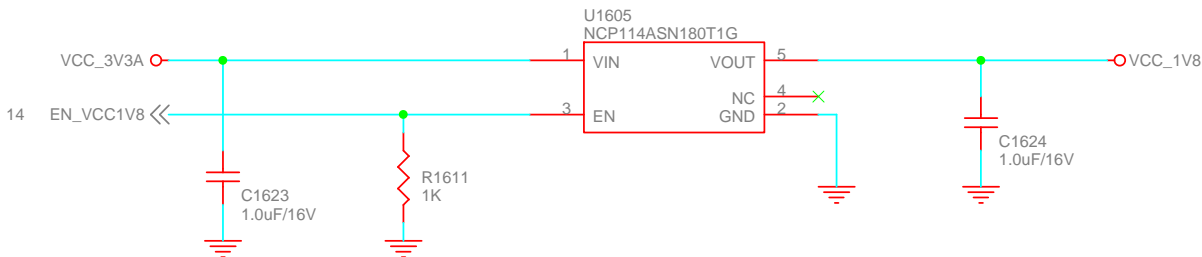 U1605
NCP114ASN180T1G
VCC_3V3A
1
VIN
VOUT
5
VCC_1V8
NC
4
14
EN_VCC1V8
3
EN
GND
2
C1624
1.0uF/16V
R1611
1K
C1623
1.0uF/16V